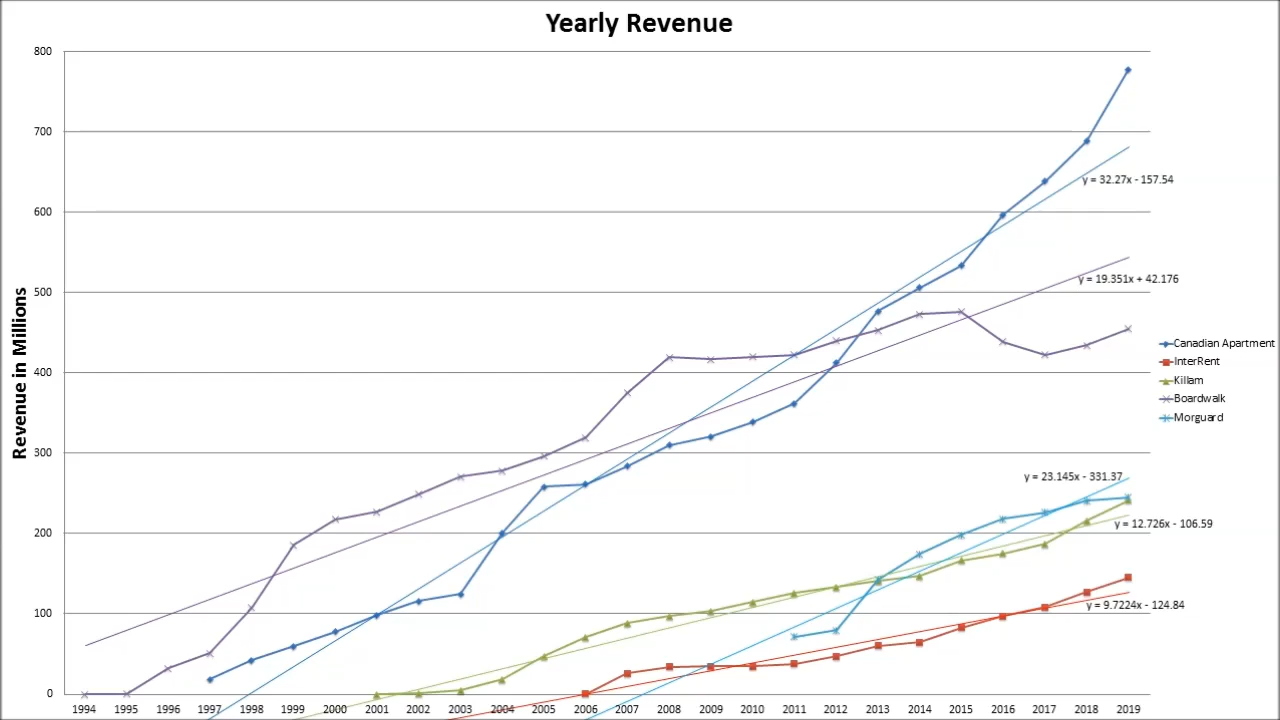 Yearly Revenue
800
700
600
500
400
300
200
100
0
Revenue in Millions
y = 32.27x - 157.54
y = 19.351x + 42.176
y = 23.145x - 331.37
y = 12.726x - 106.59
y = 9.7224x - 124.84
Canadian Apartment
InterRent
Killam
Boardwalk
Morguard
1994 1995 1996 1997 1998 1999 2000 2001 2002 2003 2004 2005 2006 2007 2008 2009 2010 2011 2012 2013 2014 2015 2016 2017 2018 2019